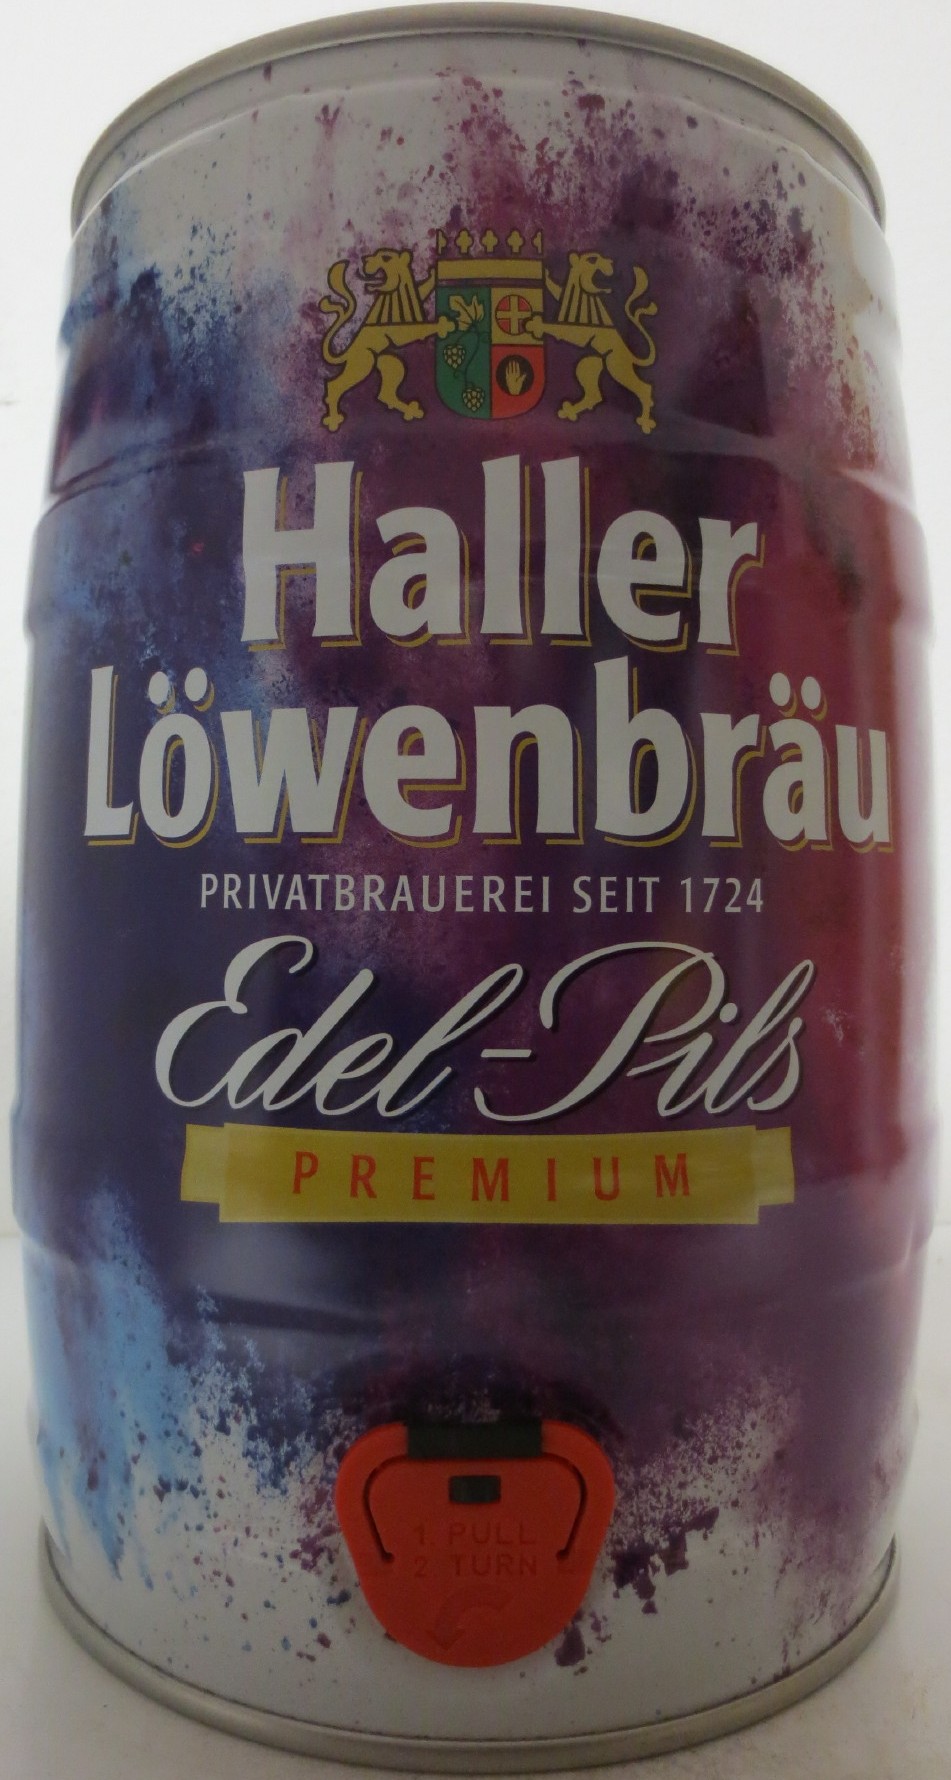 Haller
Löwenbräu
PRIVATBRAUEREI SEIT 1724
Edel-Pils
PREMIUM
1. PULL
2. TURN